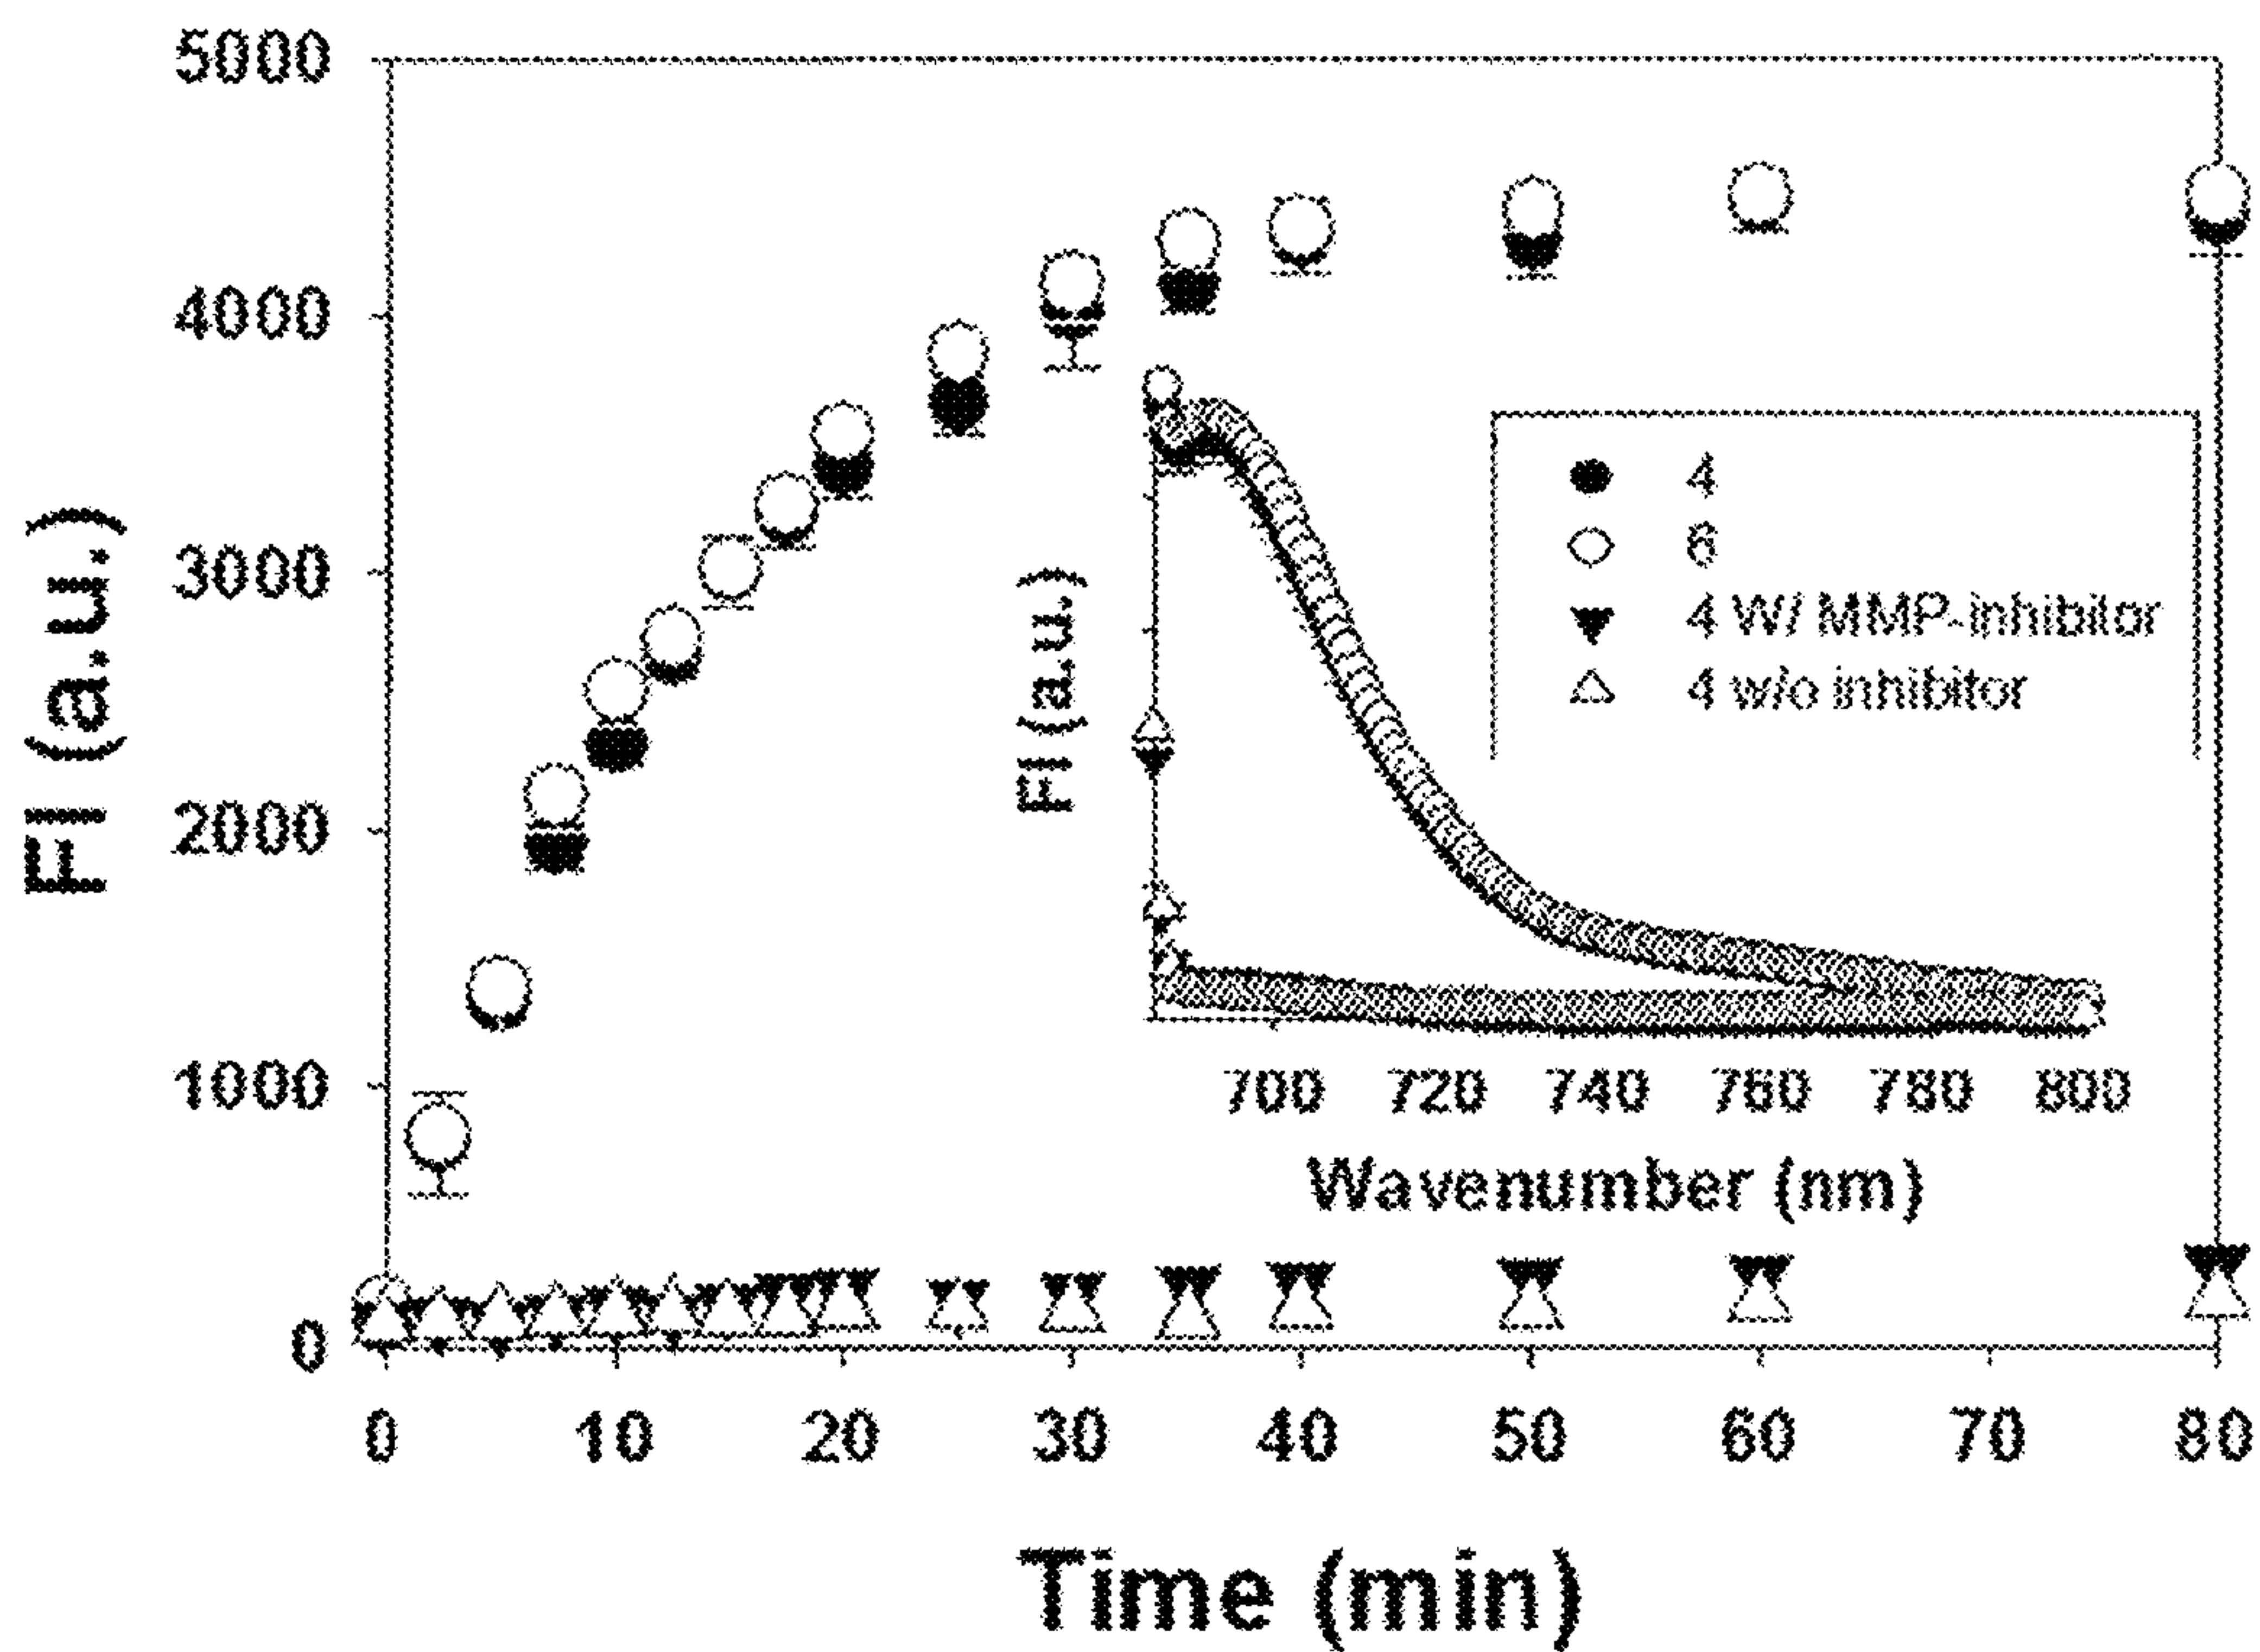 5000
4000
3000
2000
1000
0
FI (a.u.)
4
6
4 W/ MMP-inhibitor
4 w/o inhibitor
FI (a.u.)
700 720 740 760 780 800
Wavenumber (nm)
0 10 20 30 40 50 60 70 80
Time (min)